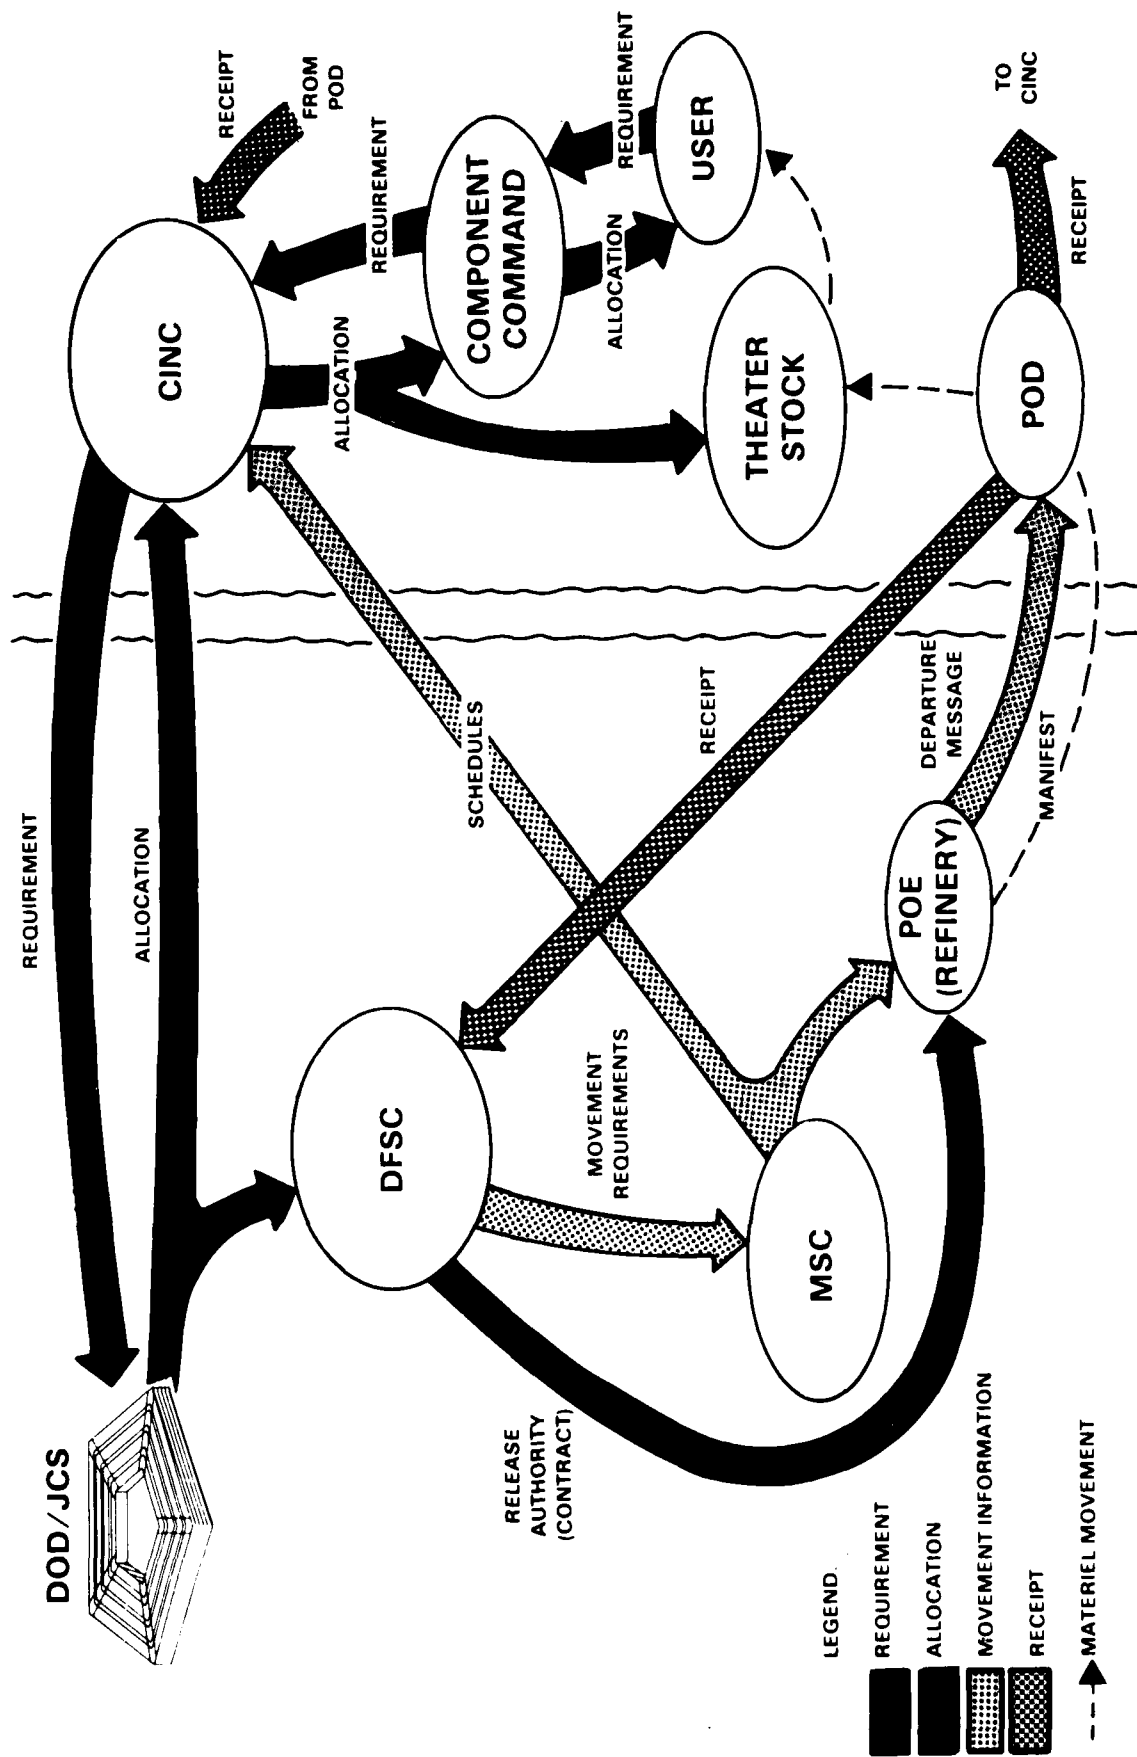 DOD/JCS
REQUIREMENT
ALLOCATION
CINC
RECEIPT
FROM
POD
REQUIREMENT
ALLOCATION
COMPONENT
COMMAND
REQUIREMENT
ALLOCATION
USER
DFSC
SCHEDULES
MOVEMENT
REQUIREMENTS
RECEIPT
THEATER
STOCK
RELEASE
AUTHORITY
(CONTRACT)
MSC
POE
(REFINERY)
DEPARTURE
MESSAGE
MANIFEST
POD
RECEIPT
TO
CINC
LEGEND.
REQUIREMENT
ALLOCATION
MOVEMENT INFORMATION
RECEIPT
MATERIEL MOVEMENT